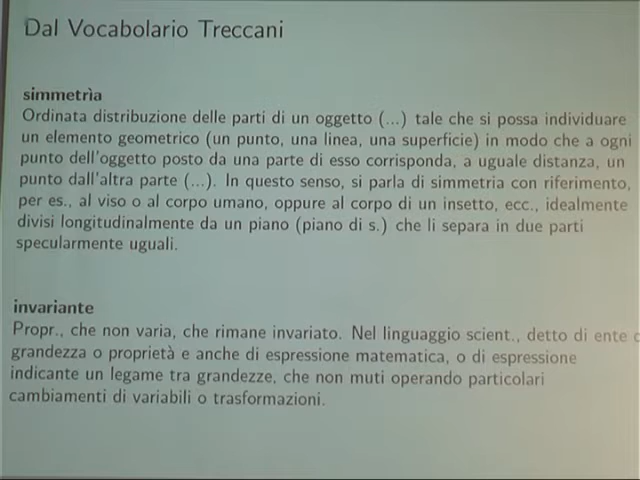 Dal Vocabolario Treccani
simmetrìa
Ordinata distribuzione delle parti di un oggetto (...) tale che si possa individuare
un elemento geometrico (un punto, una linea, una superficie) in modo che a ogni
punto dell'oggetto posto da una parte di esso corrisponda, a uguale distanza, un
punto dall'altra parte (...). In questo senso, si parla di simmetria con riferimento,
per es., al viso o al corpo umano, oppure al corpo di un insetto, ecc., idealmente
divisi longitudinalmente da un piano (piano di s.) che li separa in due parti
specularmente uguali.
invariante
Propr., che non varia, che rimane invariato. Nel linguaggio scient., detto di ente
grandezza o proprietà e anche di espressione matematica, o di espressione
indicante un legame tra grandezze, che non muti operando particolari
cambiamenti di variabili o trasformazioni.